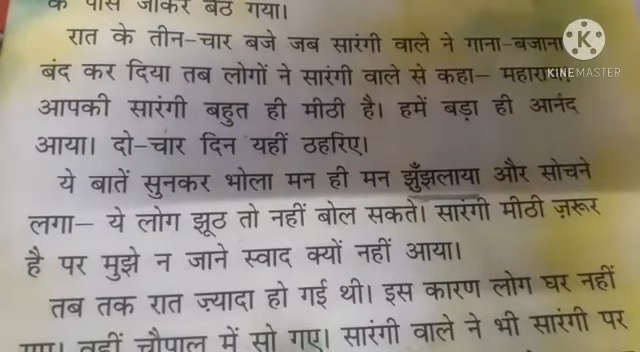 के पास जाकर बैठ गया।
रात के तीन-चार बजे जब सारंगी वाले ने गाना-बजाना
बंद कर दिया तब लोगों ने सारंगी वाले से कहा– महाराज,
KINEMASTER
आपकी सारंगी बहुत ही मीठी है। हमें बड़ा ही आनंद
आया। दो-चार दिन यहीं ठहरिए।
ये बातें सुनकर भोला मन ही मन झुँझलाया और सोचने
लगा– ये लोग झूठ तो नहीं बोल सकते। सारंगी मीठी ज़रूर
है पर मुझे न जाने स्वाद क्यों नहीं आया।
तब तक रात ज़्यादा हो गई थी। इस कारण लोग घर नहीं
गए। वहीं चौपाल में सो गए। सारंगी वाले ने भी सारंगी पर